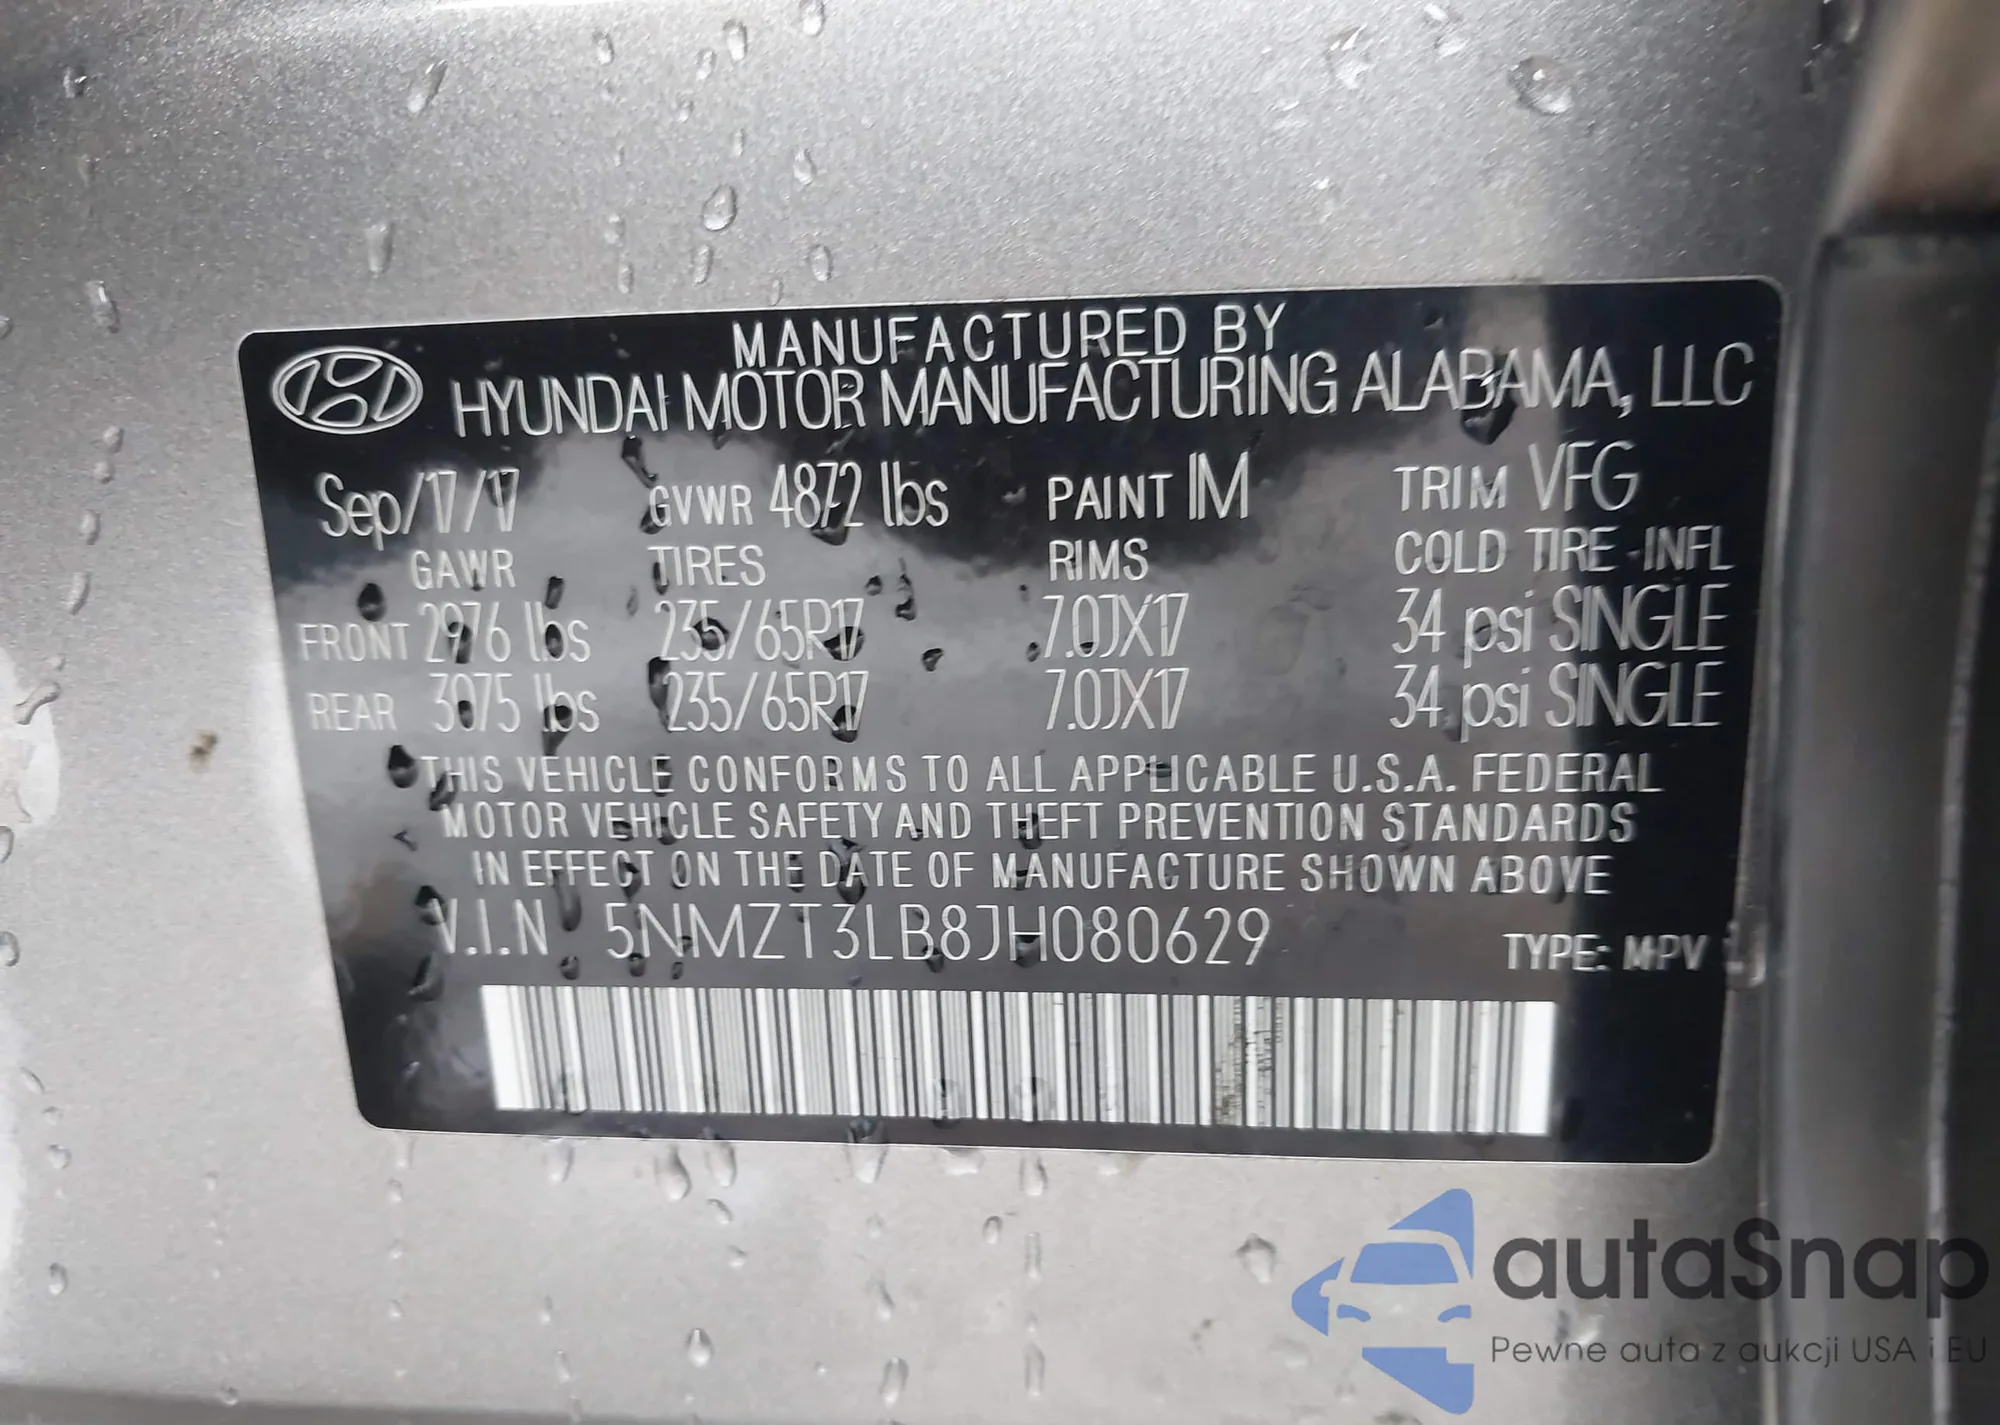 MANUFACTURED BY
HYUNDAI MOTOR MANUFACTURING ALABAMA, LLC
Sep/17/17 GVWR 4872 lbs PAINT IM TRIM VFG
GAWR TIRES RIMS COLD TIRE INFL
FRONT 2976 lbs 235/65R17 7.0JX17 34 psi SINGLE
REAR 3075 lbs 235/65R17 7.0JX17 34 psi SINGLE
THIS VEHICLE CONFORMS TO ALL APPLICABLE U.S.A. FEDERAL
MOTOR VEHICLE SAFETY AND THEFT PREVENTION STANDARDS
IN EFFECT ON THE DATE OF MANUFACTURE SHOWN ABOVE
V.I.N 5NMZT3LB8JH080629 TYPE: MPV
autaSnap
Pewne auta z aukcji USA i EU